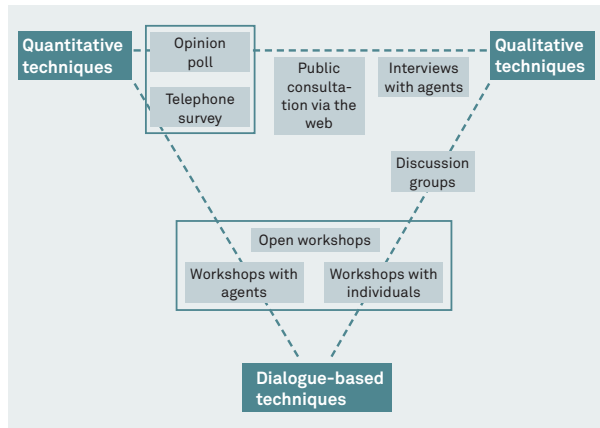 Quantitative
techniques
Opinion
poll
Telephone
survey
Public
consulta-
tion via the
web
Interviews
with agents
Qualitative
techniques
Discussion
groups
Open workshops
Workshops with
agents
Workshops with
individuals
Dialogue-based
techniques